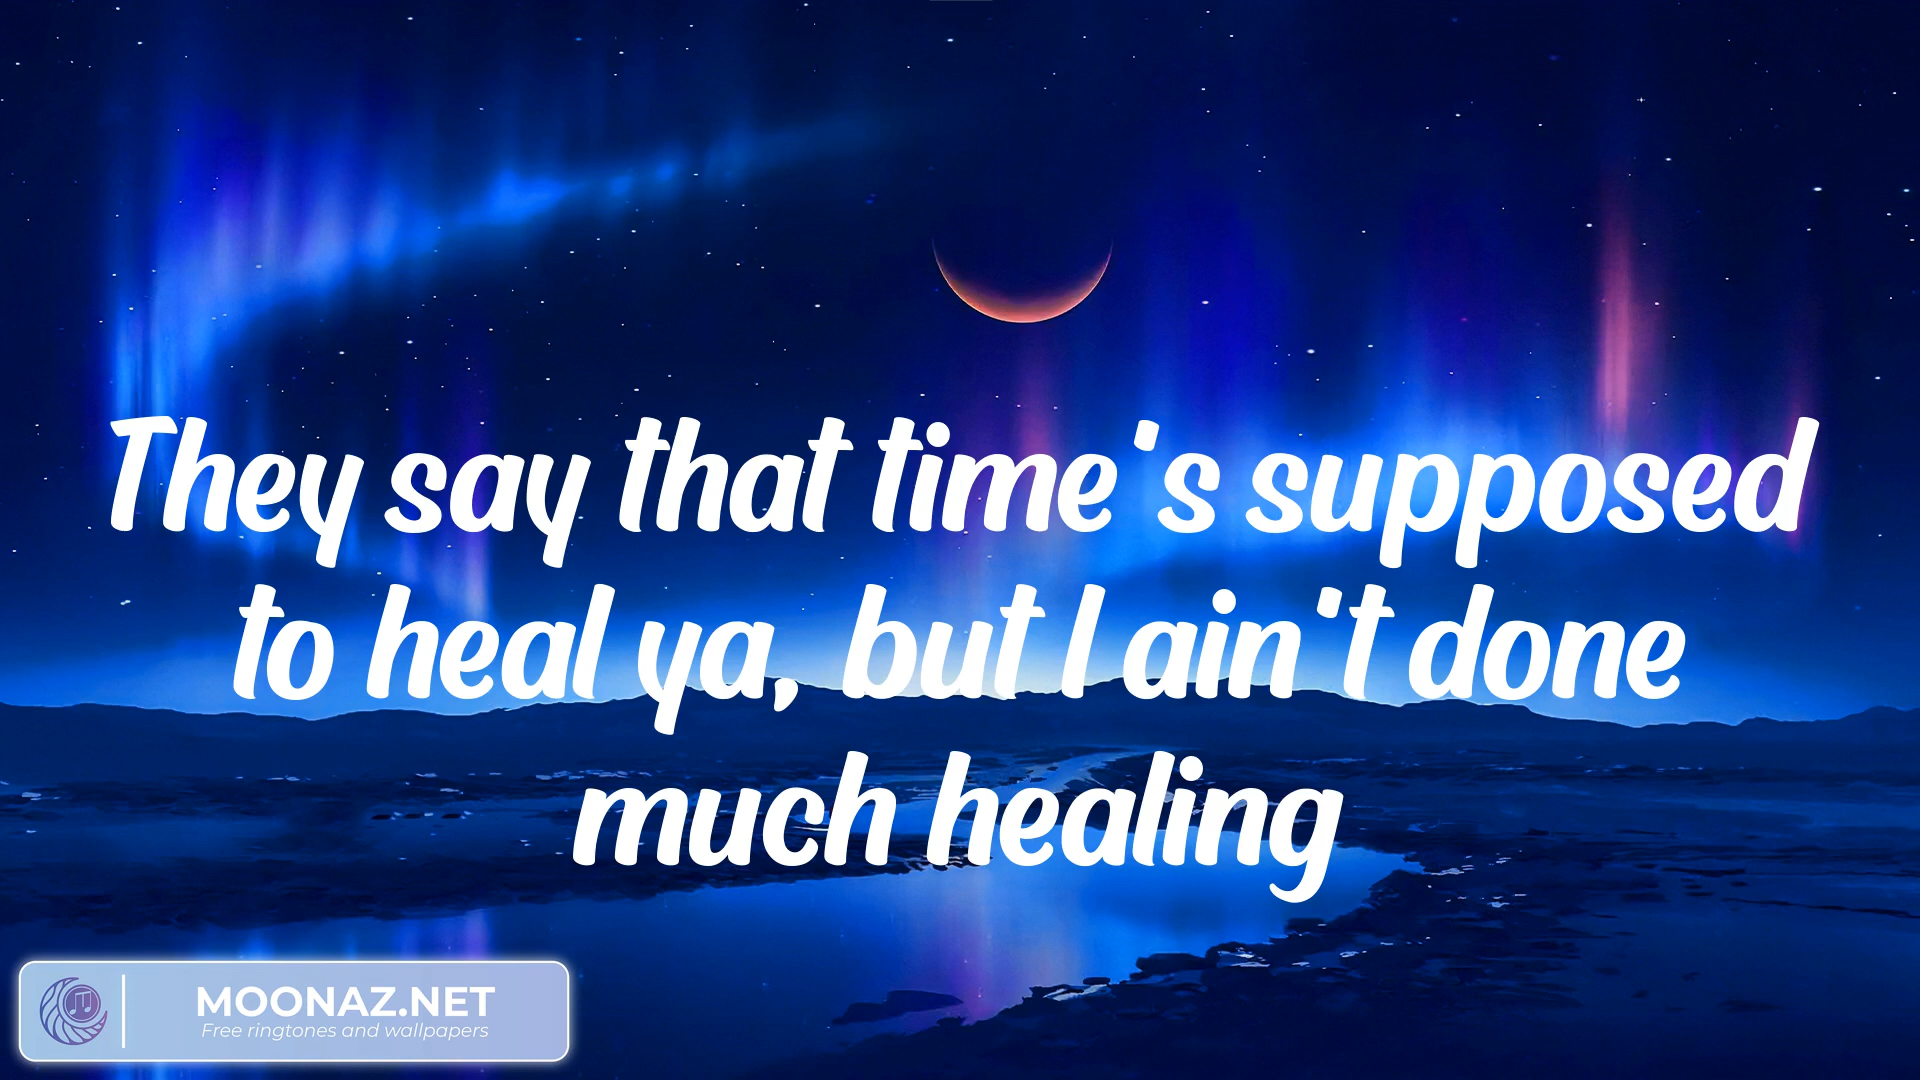 They say that time's supposed
to heal ya, but I ain't done
much healing
MOONAZ.NET
Free ringtones and wallpapers